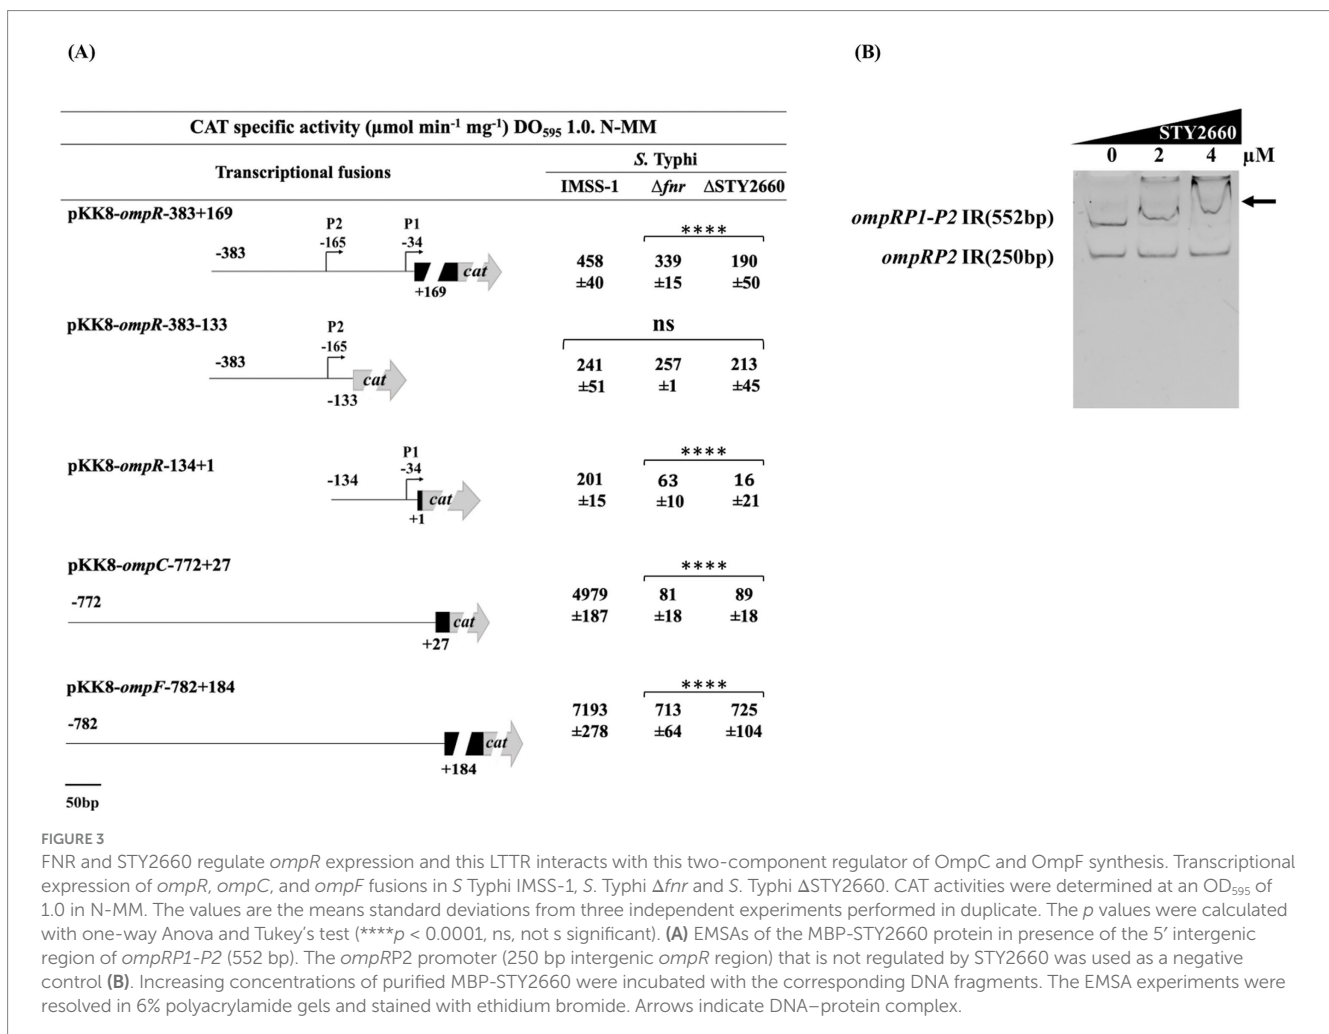 (A)
CAT specific activity (µmol min⁻¹ mg⁻¹) DO₅₉₅ 1.0. N-MM
Transcriptional fusions
S. Typhi
IMSS-1 Δfnr ΔSTY2660
pKK8-ompR-383+169
P2 P1
-165 -34
-383
cat
+169
****
458 339 190
±40 ±15 ±50
pKK8-ompR-383-133
P2
-165
-383
cat
-133
ns
241 257 213
±51 ±1 ±45
pKK8-ompR-134+1
P1
-34
-134
cat
+1
****
201 63 16
±15 ±10 ±21
pKK8-ompC-772+27
-772
cat
+27
****
4979 81 89
±187 ±18 ±18
pKK8-ompF-782+184
-782
cat
+184
****
7193 713 725
±278 ±64 ±104
50bp
(B)
STY2660
0 2 4 µM
ompRP1-P2 IR(552bp)
ompRP2 IR(250bp)
FIGURE 3
FNR and STY2660 regulate ompR expression and this LTTR interacts with this two-component regulator of OmpC and OmpF synthesis. Transcriptional
expression of ompR, ompC, and ompF fusions in S Typhi IMSS-1, S. Typhi Δfnr and S. Typhi ΔSTY2660. CAT activities were determined at an OD₅₉₅ of
1.0 in N-MM. The values are the means standard deviations from three independent experiments performed in duplicate. The p values were calculated
with one-way Anova and Tukey's test (****p < 0.0001, ns, not s significant). (A) EMSAs of the MBP-STY2660 protein in presence of the 5′ intergenic
region of ompRP1-P2 (552 bp). The ompRP2 promoter (250 bp intergenic ompR region) that is not regulated by STY2660 was used as a negative
control (B). Increasing concentrations of purified MBP-STY2660 were incubated with the corresponding DNA fragments. The EMSA experiments were
resolved in 6% polyacrylamide gels and stained with ethidium bromide. Arrows indicate DNA–protein complex.